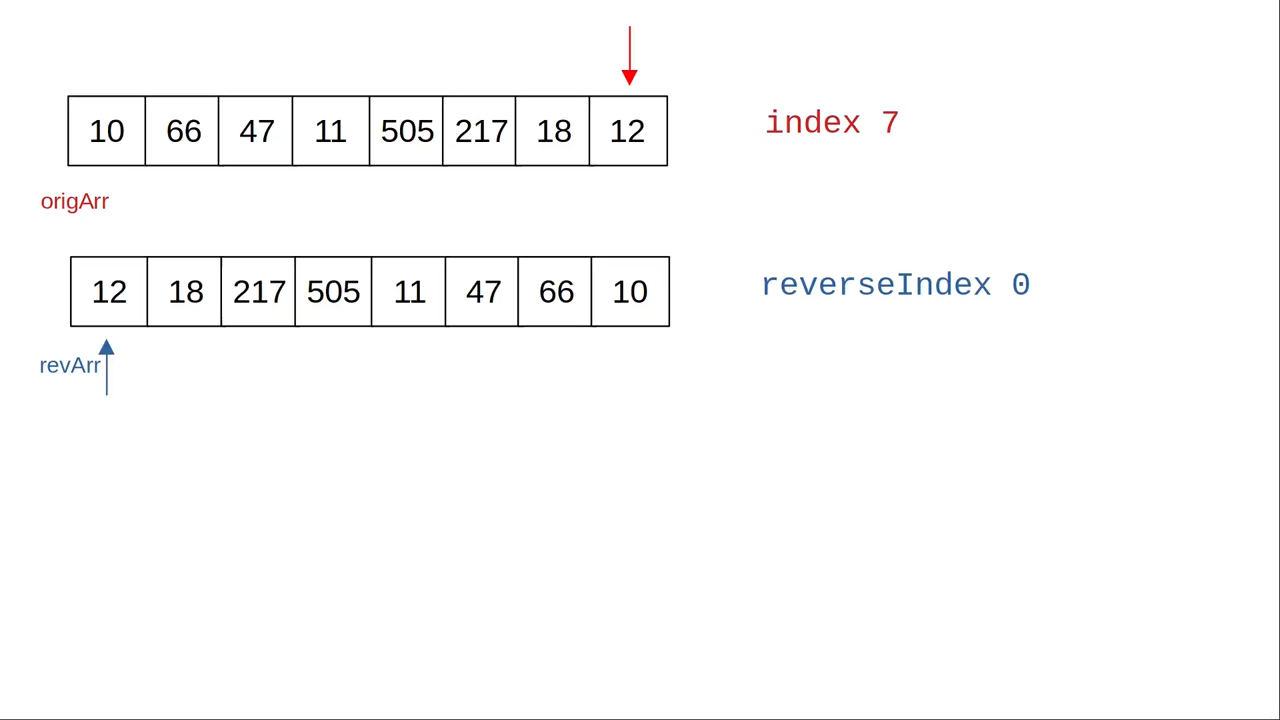 10 66 47 11 505 217 18 12 index 7
origArr
12 18 217 505 11 47 66 10 reverseIndex 0
revArr